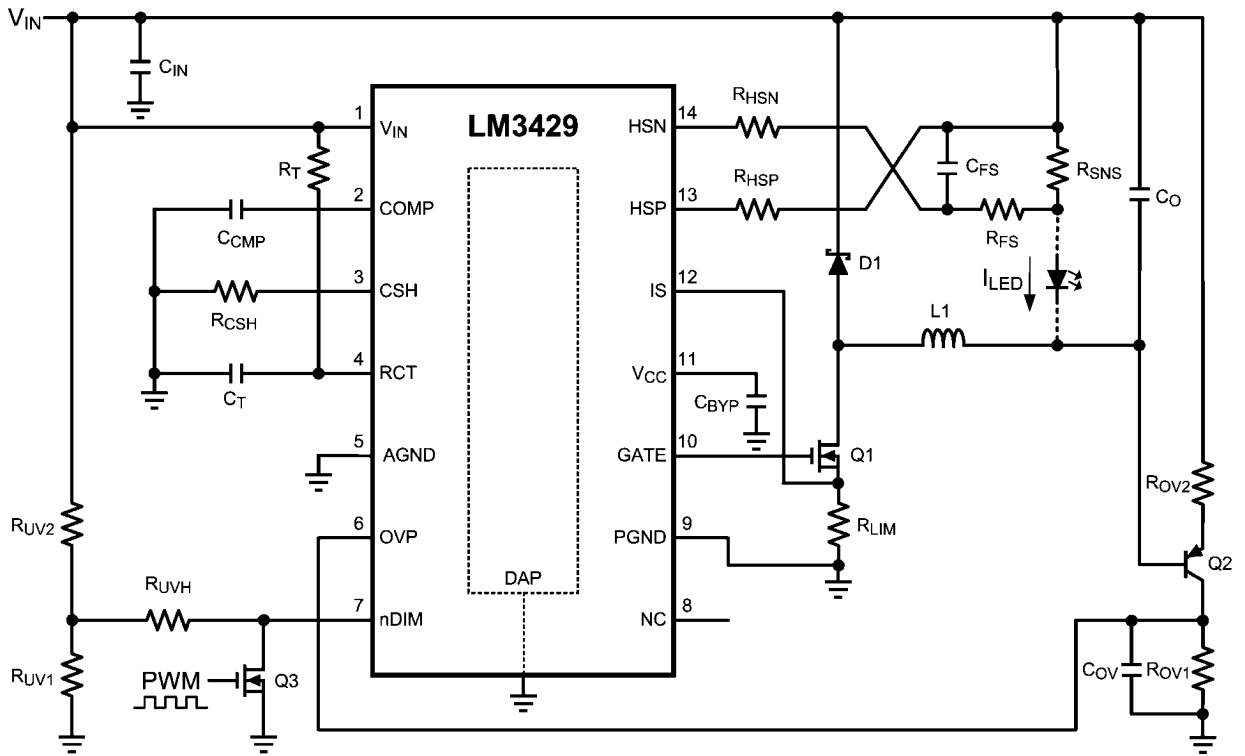 VIN
CIN
LM3429
1
VIN
RT
2
COMP
CCMP
3
CSH
RCSH
4
RCT
CT
5
AGND
RUV2
6
OVP
RUVH
7
nDIM
RUV1
PWM
Q3
DAP
14
HSN
RHSN
13
HSP
RHSP
CFS
RSNS
RFS
CO
12
IS
D1
ILED
L1
11
VCC
CBYP
10
GATE
Q1
9
PGND
RLIM
8
NC
ROV2
Q2
COV
ROV1